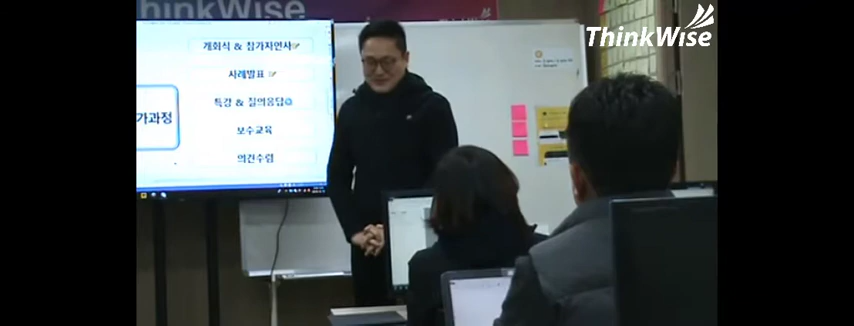 ThinkWise
ThinkWise
개회식 & 참가자연사
사례발표
특강 & 질의응답
가과정
보수교육
의견수렴